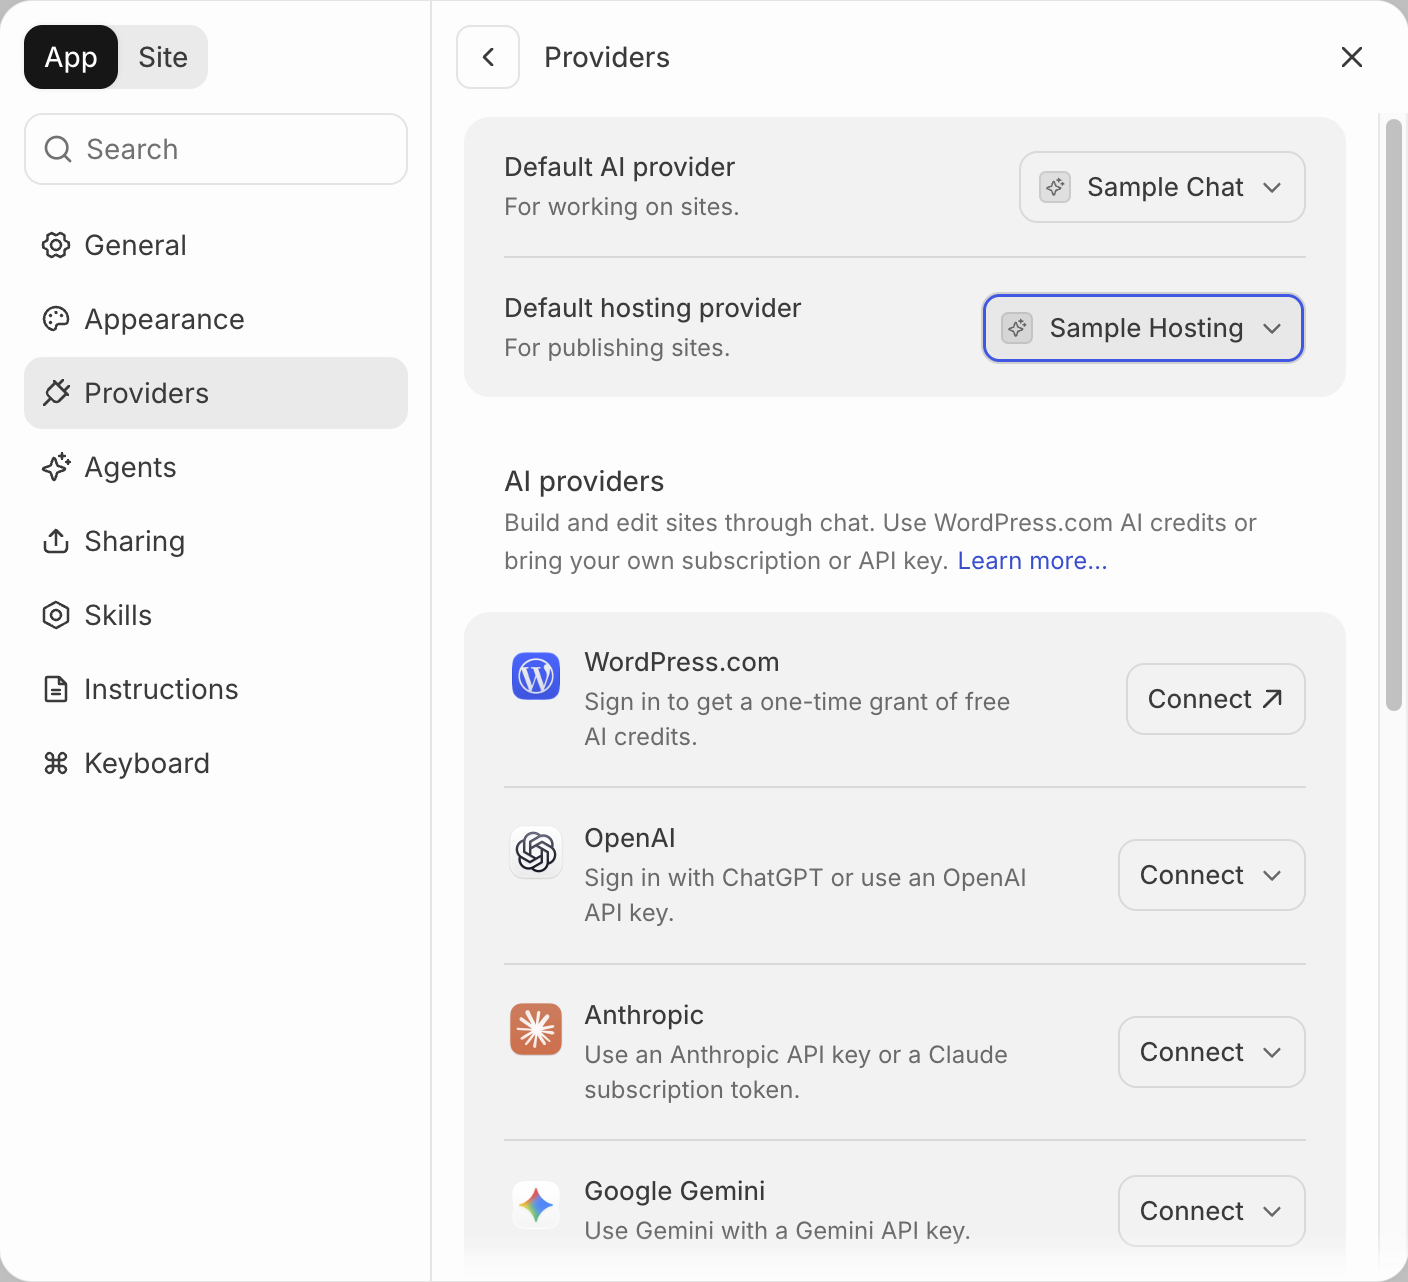 App
Site
Search
General
Appearance
Providers
Agents
Sharing
Skills
Instructions
Keyboard
Providers
Default AI provider
For working on sites.
Sample Chat
Default hosting provider
For publishing sites.
Sample Hosting
AI providers
Build and edit sites through chat. Use WordPress.com AI credits or
bring your own subscription or API key. Learn more...
WordPress.com
Sign in to get a one-time grant of free
AI credits.
Connect
OpenAI
Sign in with ChatGPT or use an OpenAI
API key.
Connect
Anthropic
Use an Anthropic API key or a Claude
subscription token.
Connect
Google Gemini
Use Gemini with a Gemini API key.
Connect